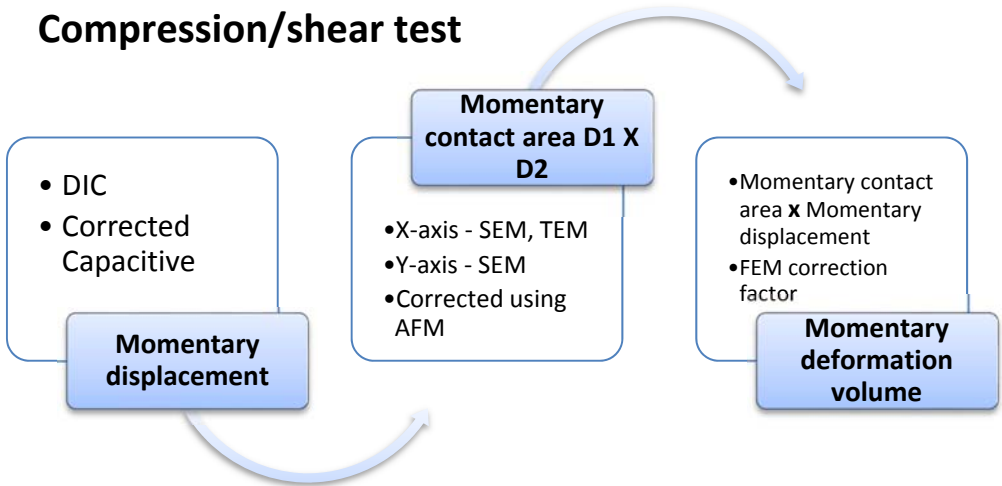 Compression/shear test
• DIC
• Corrected
Capacitive
Momentary
displacement
Momentary
contact area D1 X
D2
•X-axis - SEM, TEM
•Y-axis - SEM
•Corrected using
AFM
•Momentary contact
area x Momentary
displacement
•FEM correction
factor
Momentary
deformation
volume